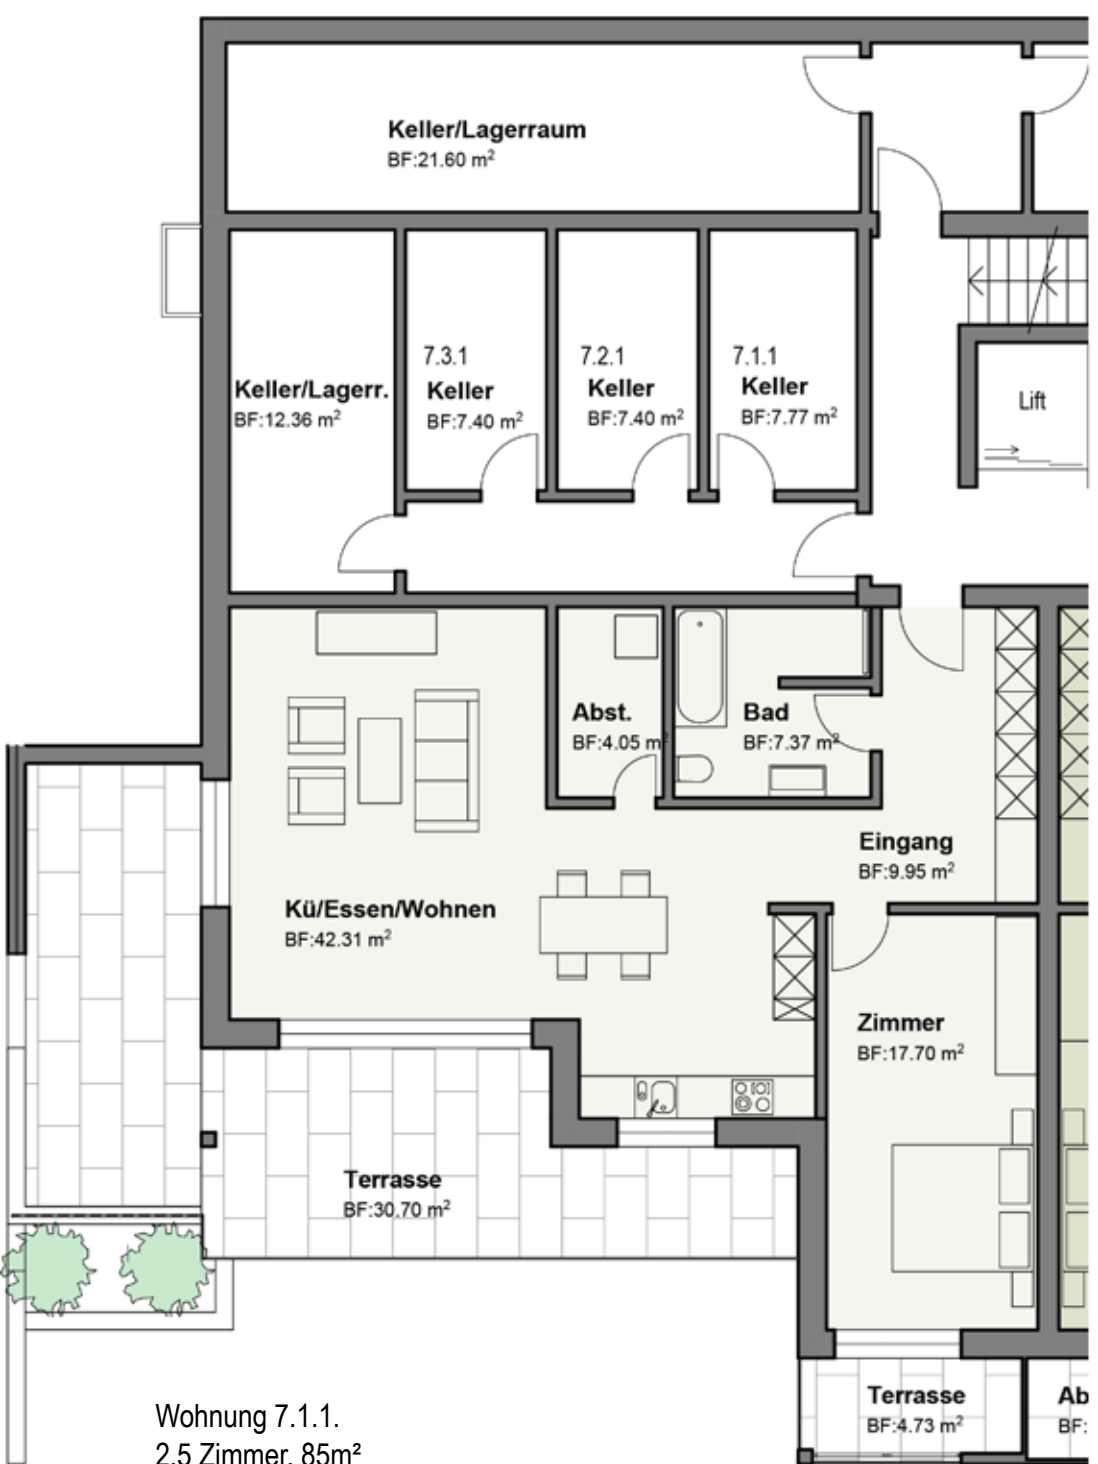 Keller/Lagerraum
BF:21.60 m²
7.3.1
Keller
BF:7.40 m²
7.2.1
Keller
BF:7.40 m²
7.1.1
Keller
BF:7.77 m²
Keller/Lagerr.
BF:12.36 m²
Lift
Abst.
BF:4.05 m²
Bad
BF:7.37 m²
Eingang
BF:9.95 m²
Kü/Essen/Wohnen
BF:42.31 m²
Zimmer
BF:17.70 m²
Terrasse
BF:30.70 m²
Terrasse
BF:4.73 m²
Ab
BF:
Wohnung 7.1.1.
2.5 Zimmer, 85m²